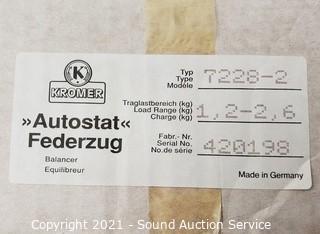 K
KROMER
»Autostat«
Federzug
Balancer
Equilibreur
Typ
Type
Modéle
7228-2
Traglastbereich (kg)
Load Range (kg)
Charge (kg)
1,2-2,6
Fabr.- Nr.
Serial No.
No.de série
420198
Made in Germany
Copyright 2021 - Sound Auction Service